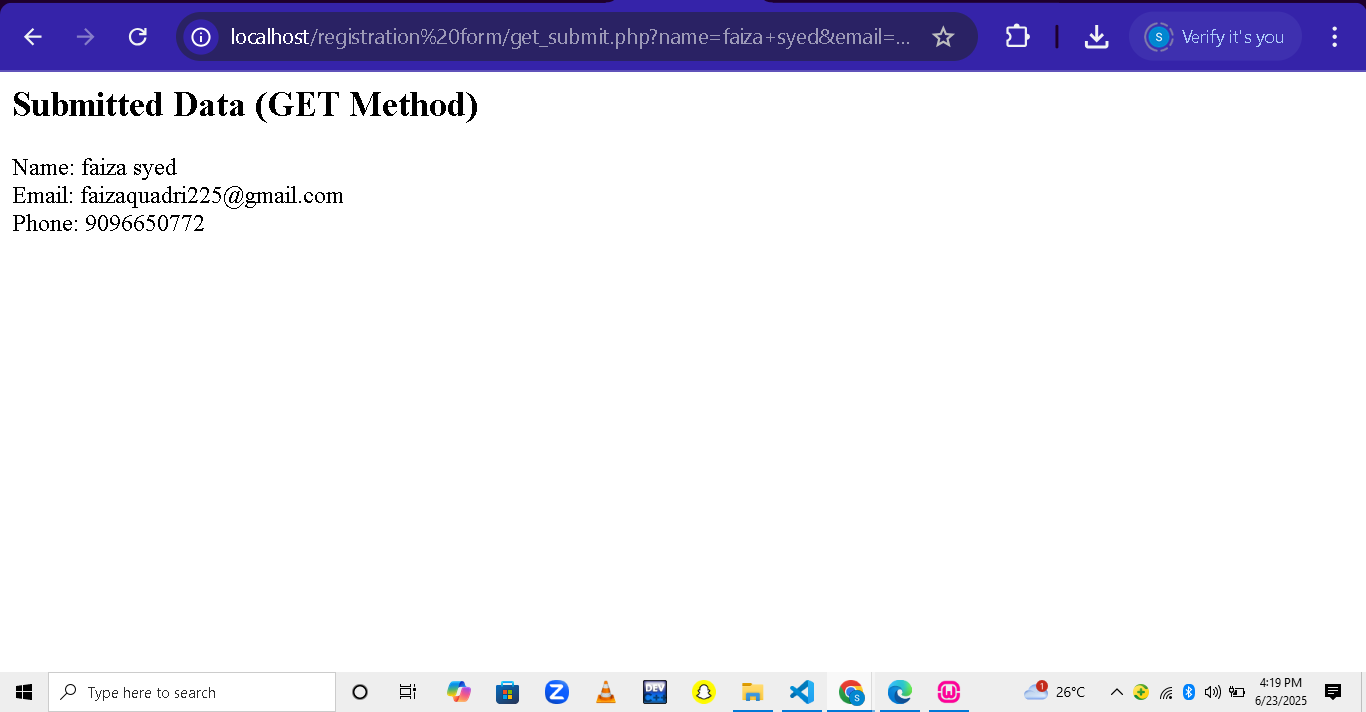 localhost/registration%20form/get_submit.php?name=faiza+syed&email=...
S
Verify it's you
Submitted Data (GET Method)
Name: faiza syed
Email: faizaquadri225@gmail.com
Phone: 9096650772
Type here to search
Z
DEV
S
W
1
26°C
4:19 PM
6/23/2025